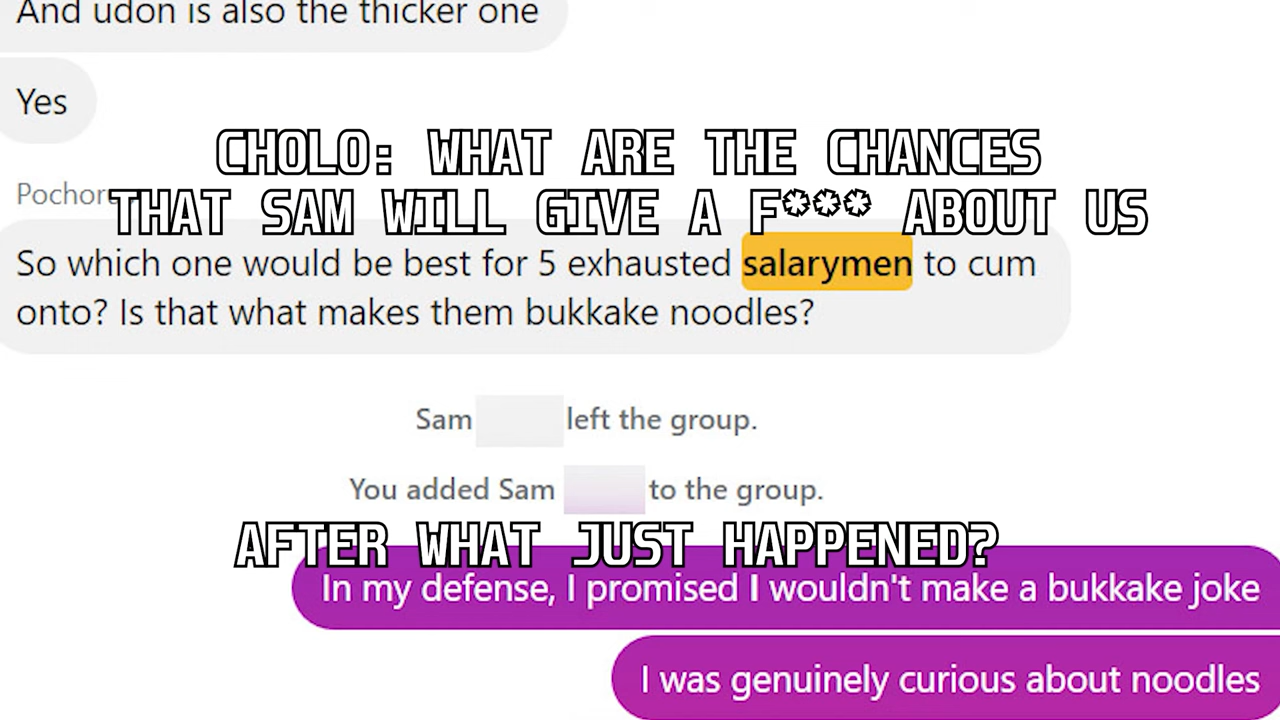 And udon is also the thicker one
Yes
CHOLO: WHAT ARE THE CHANCES
Pochor
THAT SAM WILL GIVE A F*** ABOUT US
So which one would be best for 5 exhausted salarymen to cum
onto? Is that what makes them bukkake noodles?
Sam left the group.
You added Sam to the group.
AFTER WHAT JUST HAPPENED?
In my defense, I promised I wouldn't make a bukkake joke
I was genuinely curious about noodles